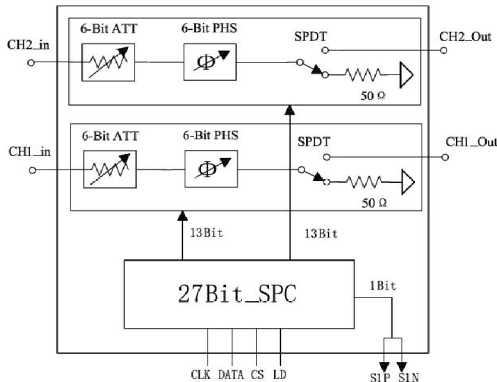 6-Bit ATT 6-Bit PHS SPDT CH2_Out
CH2_in
Φ
50 Ω
6-Bit ATT 6-Bit PHS SPDT CH1_Out
CH1_in
Φ
50 Ω
13Bit 13Bit
27Bit_SPC 1Bit
CLK DATA CS LD S1P S1N